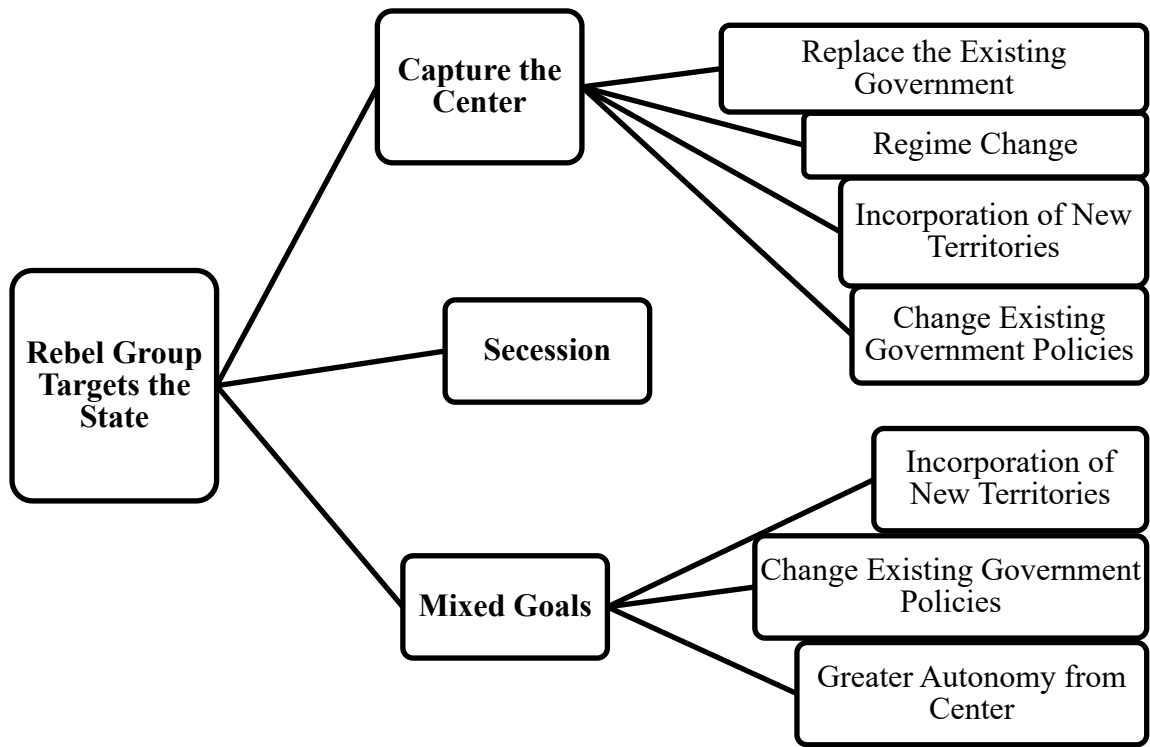 Rebel Group
Targets the
State
Capture the
Center
Replace the Existing
Government
Regime Change
Incorporation of New
Territories
Change Existing
Government Policies
Secession
Mixed Goals
Incorporation of
New Territories
Change Existing Government
Policies
Greater Autonomy from
Center